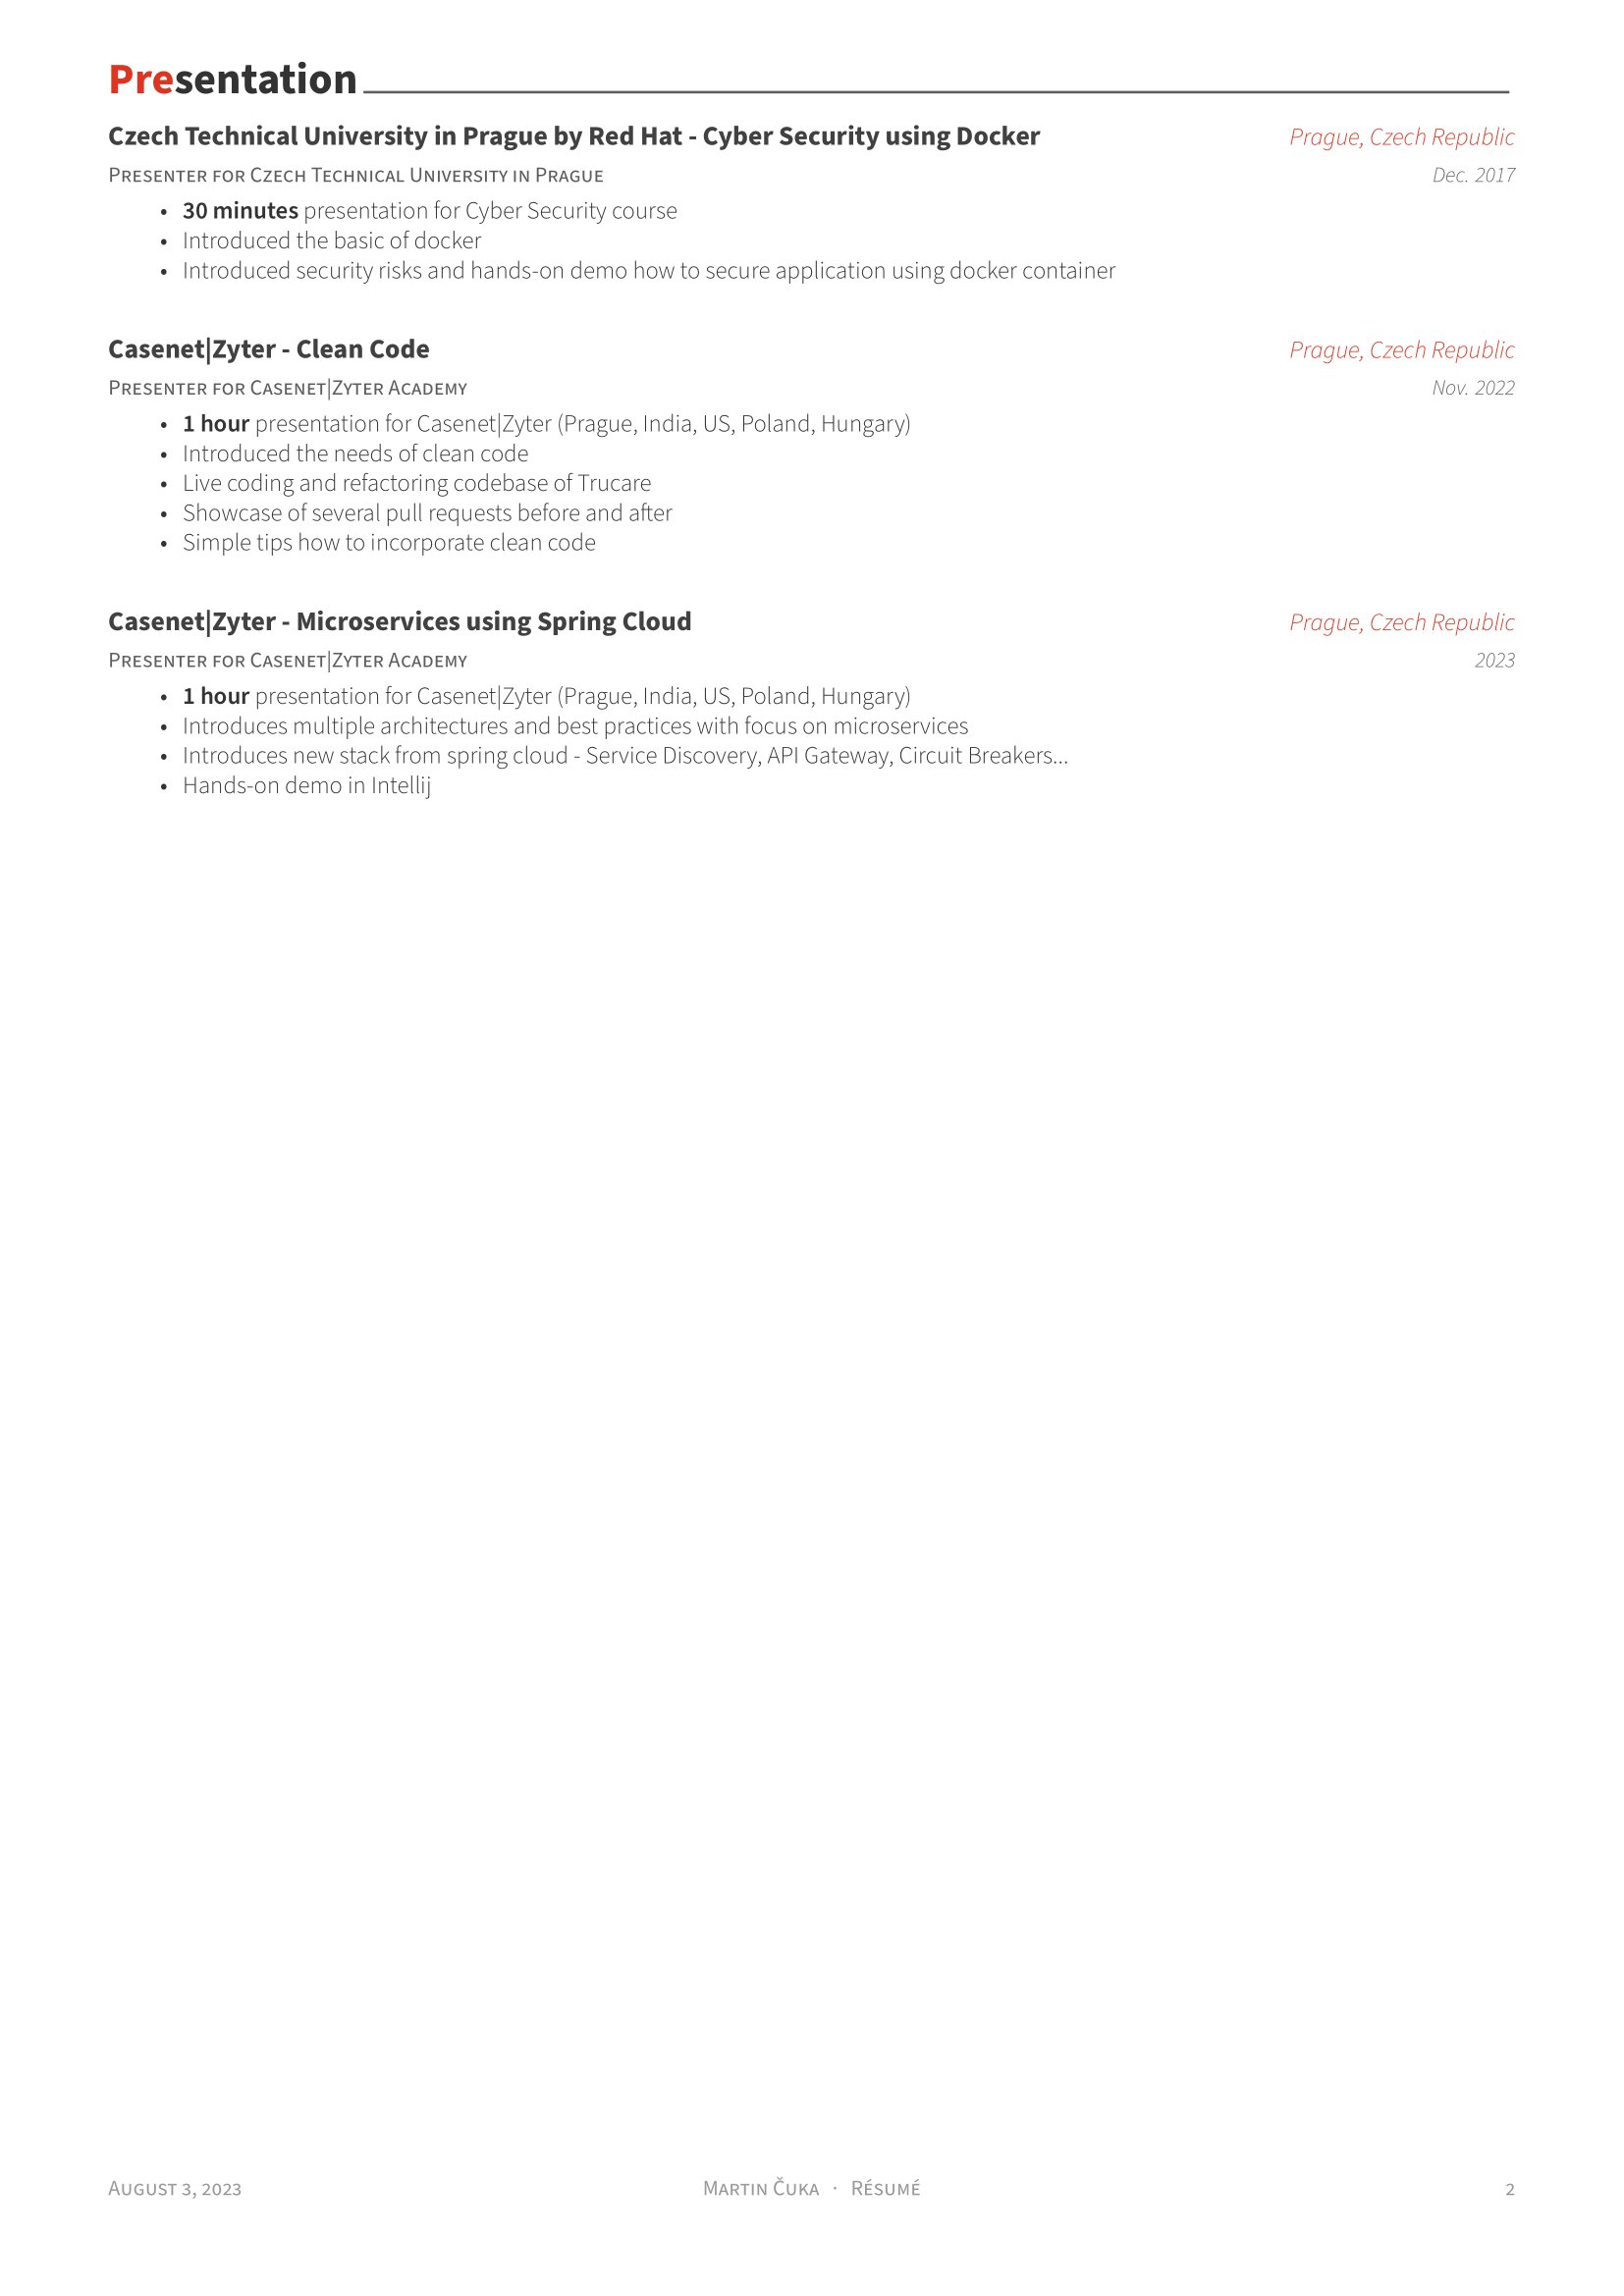 Presentation
Czech Technical University in Prague by Red Hat - Cyber Security using Docker Prague, Czech Republic
Presenter for Czech Technical University in Prague Dec. 2017
• 30 minutes presentation for Cyber Security course
• Introduced the basic of docker
• Introduced security risks and hands-on demo how to secure application using docker container
Casenet|Zyter - Clean Code Prague, Czech Republic
Presenter for Casenet|Zyter Academy Nov. 2022
• 1 hour presentation for Casenet|Zyter (Prague, India, US, Poland, Hungary)
• Introduced the needs of clean code
• Live coding and refactoring codebase of Trucare
• Showcase of several pull requests before and after
• Simple tips how to incorporate clean code
Casenet|Zyter - Microservices using Spring Cloud Prague, Czech Republic
Presenter for Casenet|Zyter Academy 2023
• 1 hour presentation for Casenet|Zyter (Prague, India, US, Poland, Hungary)
• Introduces multiple architectures and best practices with focus on microservices
• Introduces new stack from spring cloud - Service Discovery, API Gateway, Circuit Breakers...
• Hands-on demo in Intellij
August 3, 2023 Martin Čuka · Résumé 2